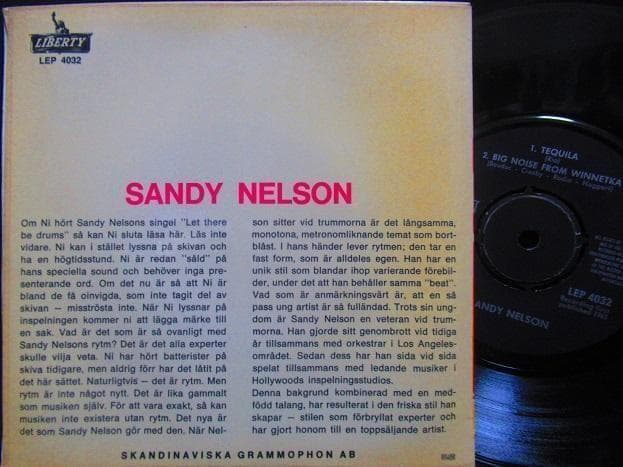 LIBERTY
LEP 4032
SANDY NELSON
Om Ni hört Sandy Nelsons singel "Let there
be drums" så kan Ni sluta läsa här. Läs inte
vidare. Ni kan i stället lyssna på skivan och
ha en högtidsstund. Ni är redan "såld" på
hans speciella sound och behöver inga pre-
senterande ord. Om det nu är så att Ni är
bland de få oinvigda, som inte tagit del av
skivan — misströsta inte. När Ni lyssnar på
inspelningen kommer ni att lägga märke till
en sak. Vad är det som är så ovanligt med
Sandy Nelsons rytm? Det är det alla experter
skulle vilja veta. Ni har hört batterister på
skiva tidigare, men aldrig förr har det låtit på
det här sättet. Naturligtvis — det är rytm. Men
rytm är inte något nytt. Det är lika gammalt
som musiken själv. För att vara exakt, så kan
musiken inte existera utan rytm. Det nya är
det som Sandy Nelson gör med den. När Nel-
son sitter vid trummorna är det långsamma,
monotona, metronomliknande temat som bort-
blåst. I hans händer lever rytmen; den tar en
fast form, som är alldeles egen. Han har en
unik stil som blandar ihop varierande förebil-
der, under det att han behåller samma "beat".
Vad som är anmärkningsvärt är, att en så
pass ung artist är så fulländad. Trots sin ung-
dom är Sandy Nelson en veteran vid trum-
morna. Han gjorde sitt genombrott vid tidiga
år tillsammans med orkestrar i Los Angeles-
området. Sedan dess har han sida vid sida
spelat tillsammans med ledande musiker i
Hollywoods inspelningsstudios.
Denna bakgrund kombinerad med en med-
född talang, har resulterat i den friska stil han
skapar — stilen som förbryllar experter och
har gjort honom till en toppsäljande artist.
SKANDINAVISKA GRAMMOPHON AB
1. TEQUILA
(Rio)
2. BIG NOISE FROM WINNETKA
LEP 4032
SANDY NELSON